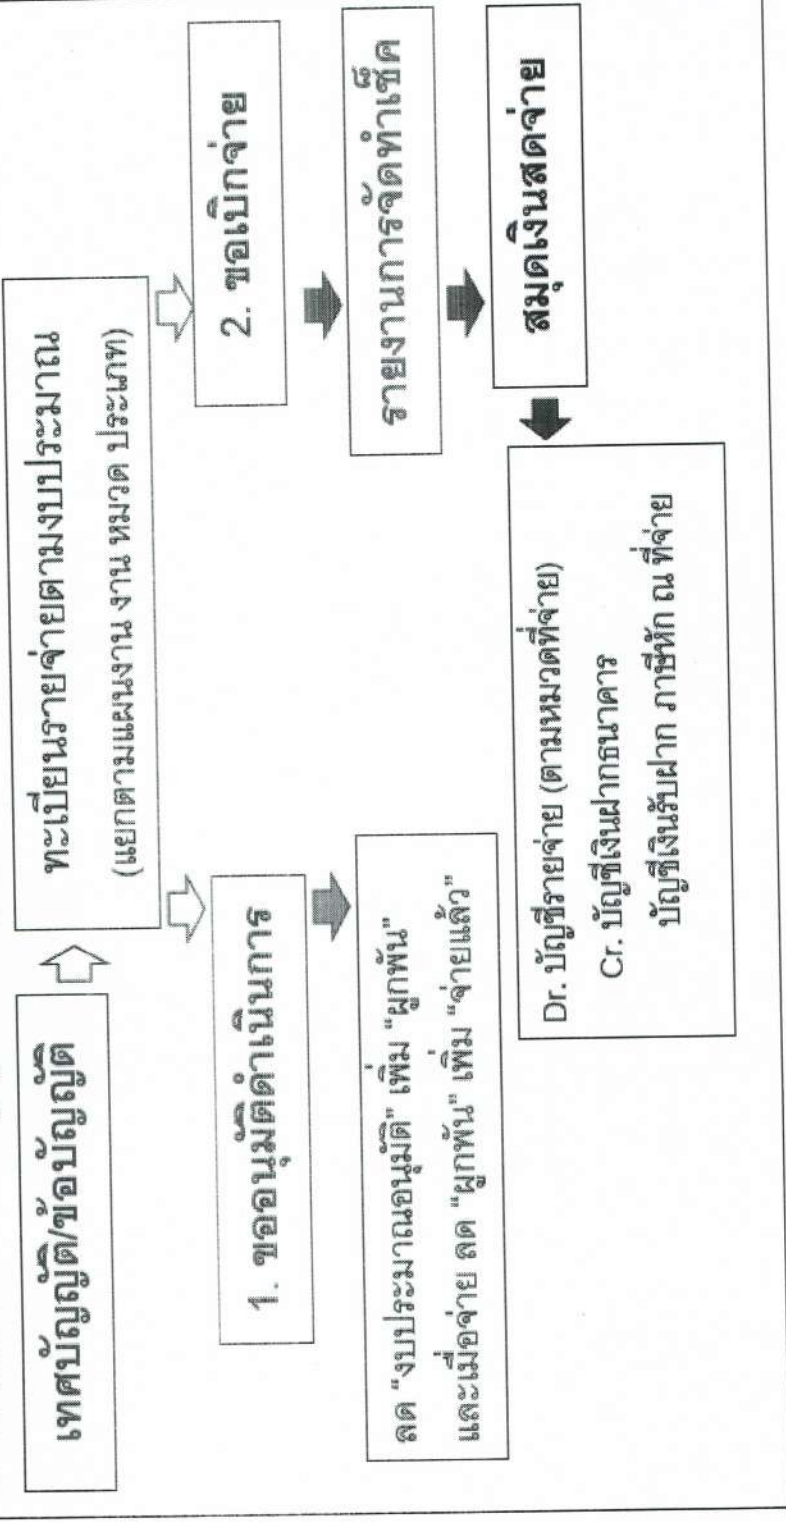 เทศบัญญัติ/ข้อบัญญัติ
ทะเบียนรายจ่ายตามงบประมาณ
(แยกตามแผนงาน งาน หมวด ประเภท)
1. ขออนุมัติดำเนินการ
2. ขอเบิกจ่าย
ลด "งบประมาณอนุมัติ" เพิ่ม "ผูกพัน"
และเมื่อจ่าย ลด "ผูกพัน" เพิ่ม "จ่ายแล้ว"
รายงานการจัดทำเช็ค
สมุดเงินสดจ่าย
Dr. บัญชีรายจ่าย (ตามหมวดที่จ่าย)
Cr. บัญชีเงินฝากธนาคาร
บัญชีเงินรับฝาก ภาษีหัก ณ ที่จ่าย